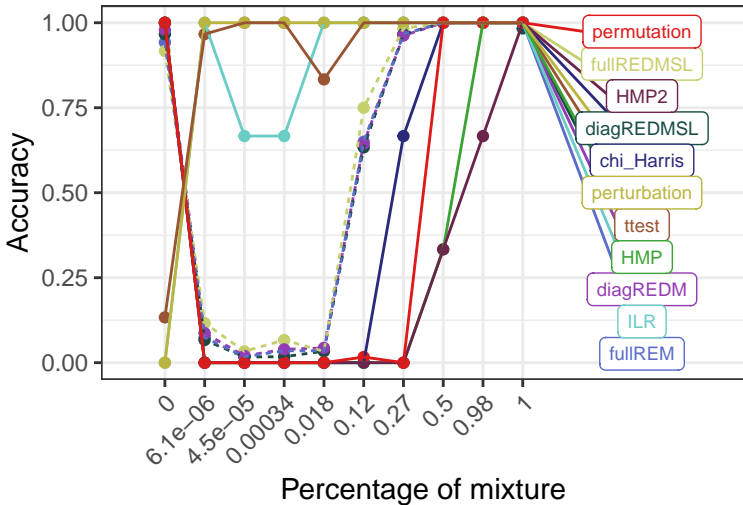 1.00
0.75
0.50
0.25
0.00
Accuracy
permutation
fullREDMSL
HMP2
diagREDMSL
chi_Harris
perturbation
ttest
HMP
diagREDM
ILR
fullREM
0
6.1e−06
4.5e−05
0.00034
0.018
0.12
0.27
0.5
0.98
1
Percentage of mixture